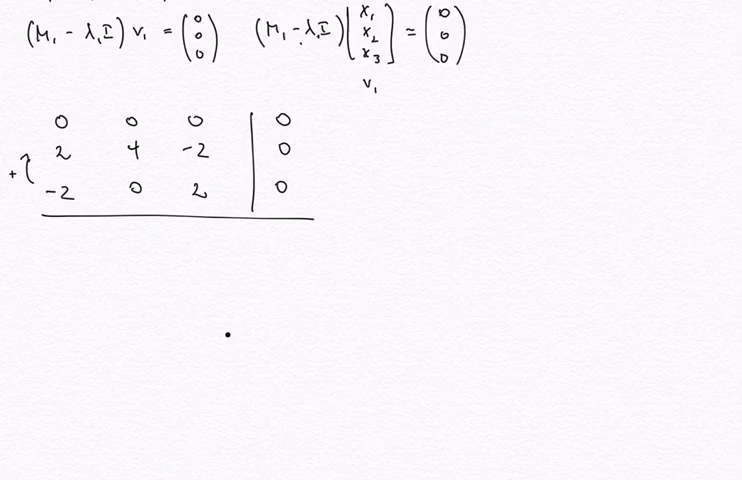 (M₁ - λ₁I) v₁ = (0 0 0) (M₁ - λ₁I) [x₁ x₂ x₃] = (0 0 0)
v₁
0 0 0 | 0
2 4 -2 | 0
+ -2 0 2 | 0